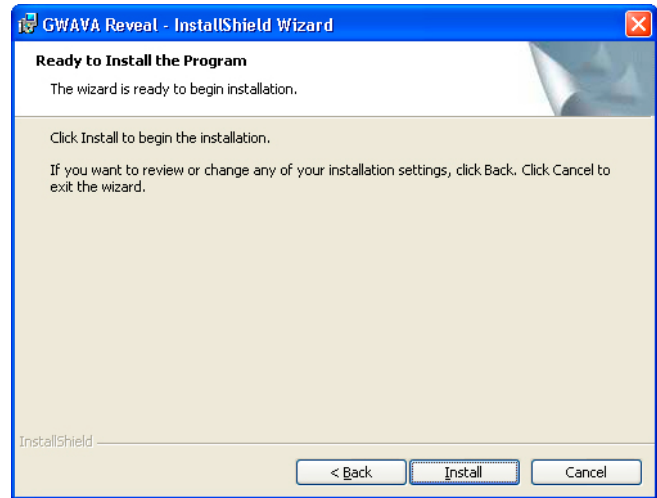 GWAVA Reveal - InstallShield Wizard
Ready to Install the Program
The wizard is ready to begin installation.
Click Install to begin the installation.
If you want to review or change any of your installation settings, click Back. Click Cancel to
exit the wizard.
InstallShield
< Back
Install
Cancel